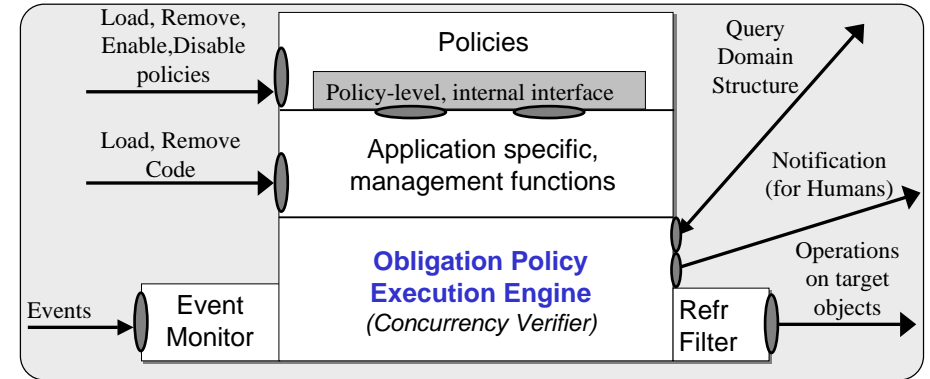 Load, Remove,
Enable,Disable
policies
Policies
Policy-level, internal interface
Query
Domain
Structure
Load, Remove
Code
Application specific,
management functions
Notification
(for Humans)
Obligation Policy
Execution Engine
(Concurrency Verifier)
Operations
on target
objects
Events
Event
Monitor
Refr
Filter